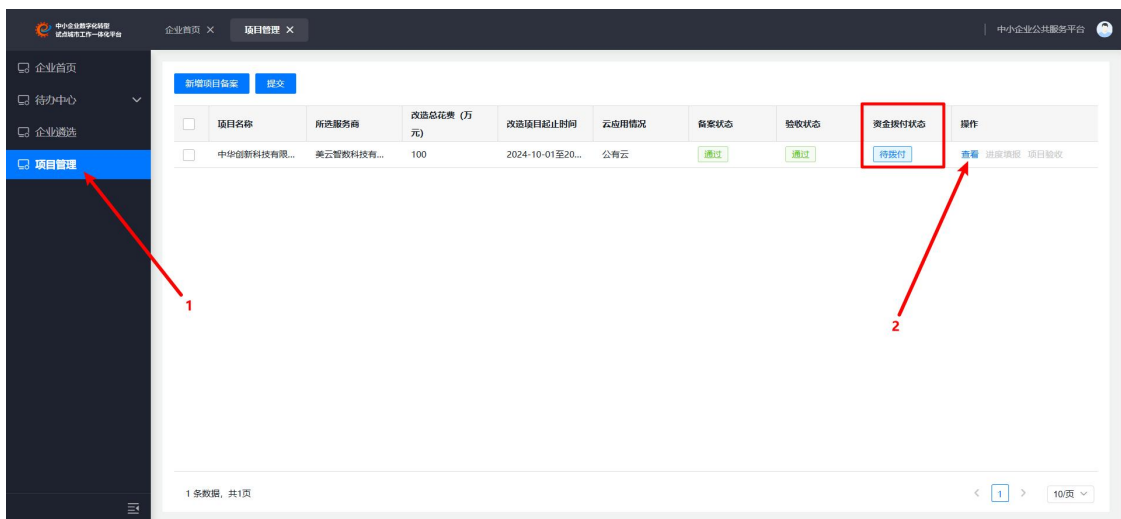 中小企业数字化转型
试点城市工作一体化平台
企业首页 ×
项目管理 ×
中小企业公共服务平台
企业首页
待办中心
企业遴选
项目管理
新增项目备案
提交
项目名称
所选服务商
改造总花费 (万
元)
改造项目起止时间
云应用情况
备案状态
验收状态
资金拨付状态
操作
中华创新科技有限...
美云智数科技有...
100
2024-10-01至20...
公有云
通过
通过
待拨付
查看 进度填报 项目验收
1
2
1 条数据，共1页
< 1 >
10/页